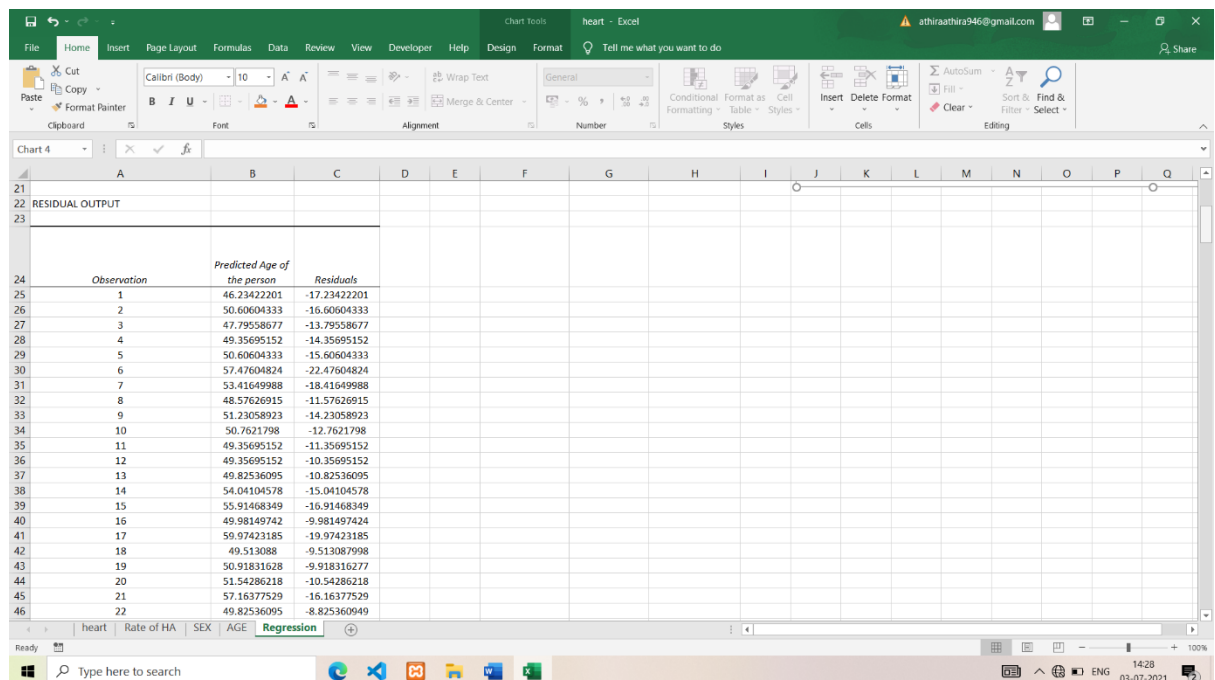 Chart Tools heart - Excel athiraathira946@gmail.com
File Home Insert Page Layout Formulas Data Review View Developer Help Design Format Tell me what you want to do Share
Paste Cut Copy Format Painter
Calibri (Body) 10 A A
B I U A
Wrap Text Merge & Center
General
% ,
Conditional Formatting Format as Table Cell Styles
Insert Delete Format
AutoSum Fill Clear
Sort & Filter Find & Select
Clipboard Font Alignment Number Styles Cells Editing
Chart 4 fx
A B C D E F G H I J K L M N O P Q
21
22 RESIDUAL OUTPUT
23
24 Observation Predicted Age of the person Residuals
25 1 46.23422201 -17.23422201
26 2 50.60604333 -16.60604333
27 3 47.79558677 -13.79558677
28 4 49.35695152 -14.35695152
29 5 50.60604333 -15.60604333
30 6 57.47604824 -22.47604824
31 7 53.41649988 -18.41649988
32 8 48.57626915 -11.57626915
33 9 51.23058923 -14.23058923
34 10 50.7621798 -12.7621798
35 11 49.35695152 -11.35695152
36 12 49.35695152 -10.35695152
37 13 49.82536095 -10.82536095
38 14 54.04104578 -15.04104578
39 15 55.91468349 -16.91468349
40 16 49.98149742 -9.981497424
41 17 59.97423185 -19.97423185
42 18 49.513088 -9.513087998
43 19 50.91831628 -9.918316277
44 20 51.54286218 -10.54286218
45 21 57.16377529 -16.16377529
46 22 49.82536095 -8.825360949
heart Rate of HA SEX AGE Regression
Ready 100%
Type here to search ENG 14:28
03-07-2021 2